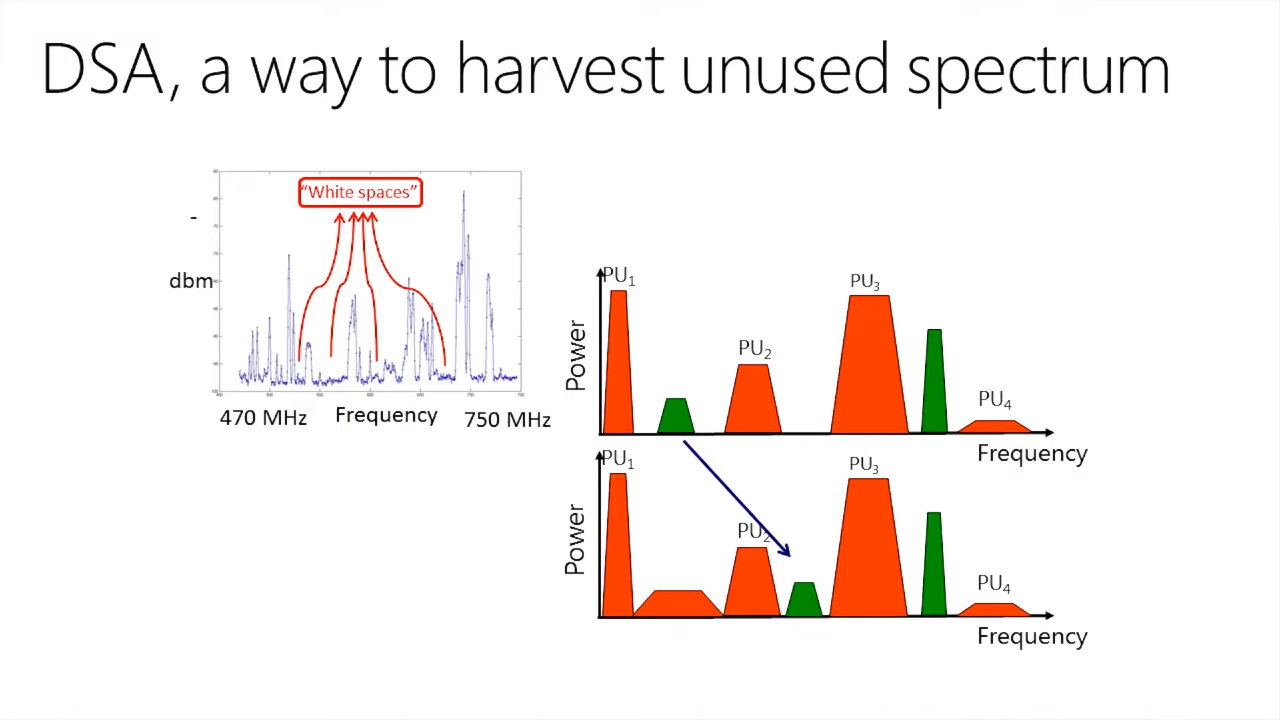 DSA, a way to harvest unused spectrum
"White spaces"
-
dbm
470 MHz
Frequency
750 MHz
PU1
PU2
PU3
PU4
Power
Frequency
PU1
PU2
PU3
PU4
Power
Frequency